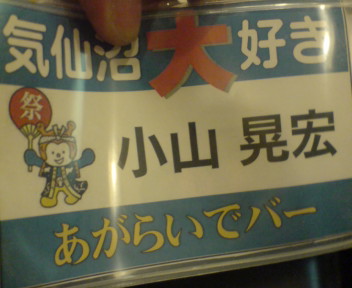 気仙沼大好き
祭
小山 晃宏
あがらいでバー